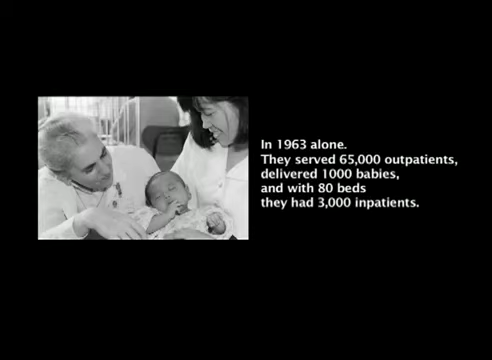 In 1963 alone.
They served 65,000 outpatients,
delivered 1000 babies,
and with 80 beds
they had 3,000 inpatients.